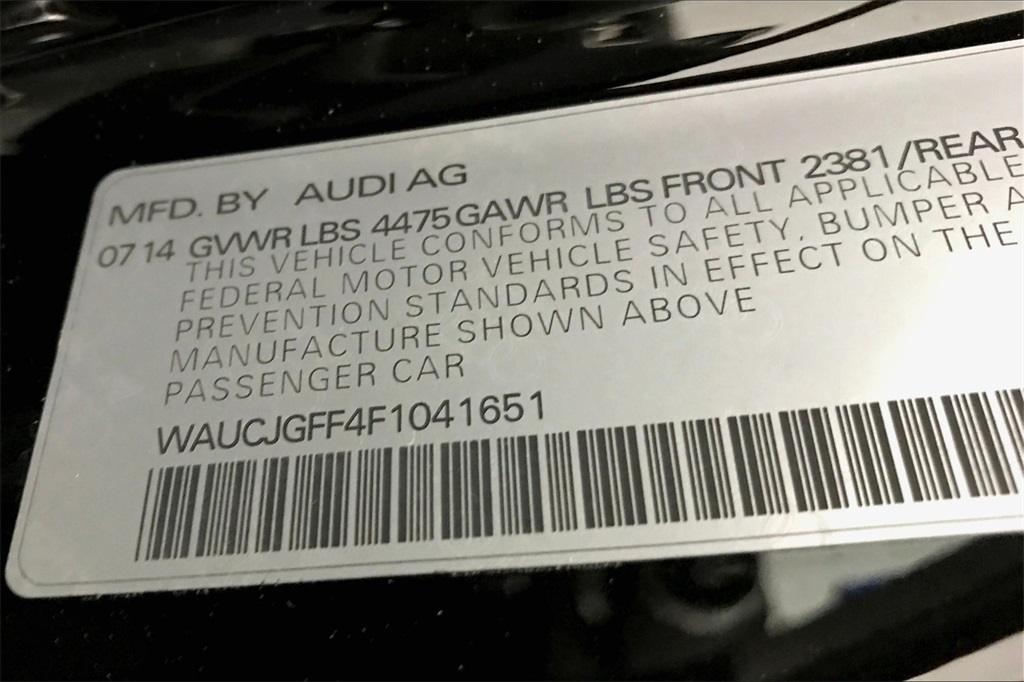 MFD. BY AUDI AG
07 14 GVWR LBS 4475 GAWR LBS FRONT 2381/REAR
THIS VEHICLE CONFORMS TO ALL APPLICABLE
FEDERAL MOTOR VEHICLE SAFETY, BUMPER A
PREVENTION STANDARDS IN EFFECT ON THE
MANUFACTURE SHOWN ABOVE
PASSENGER CAR
WAUCJGFF4F1041651